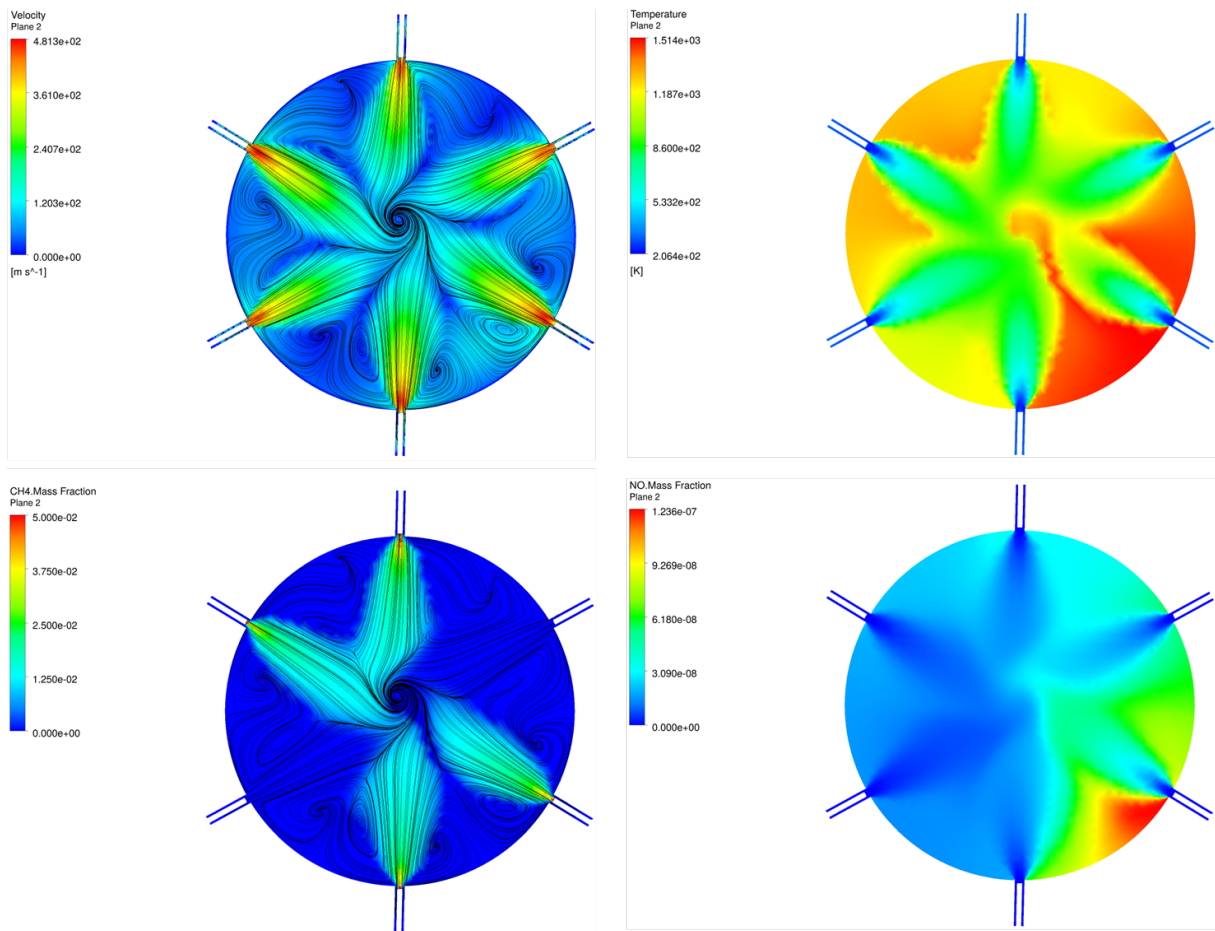 Velocity
Plane 2
4.813e+02
3.610e+02
2.407e+02
1.203e+02
0.000e+00
[m s^-1]
Temperature
Plane 2
1.514e+03
1.187e+03
8.600e+02
5.332e+02
2.064e+02
[K]
CH4.Mass Fraction
Plane 2
5.000e-02
3.750e-02
2.500e-02
1.250e-02
0.000e+00
NO.Mass Fraction
Plane 2
1.236e-07
9.269e-08
6.180e-08
3.090e-08
0.000e+00